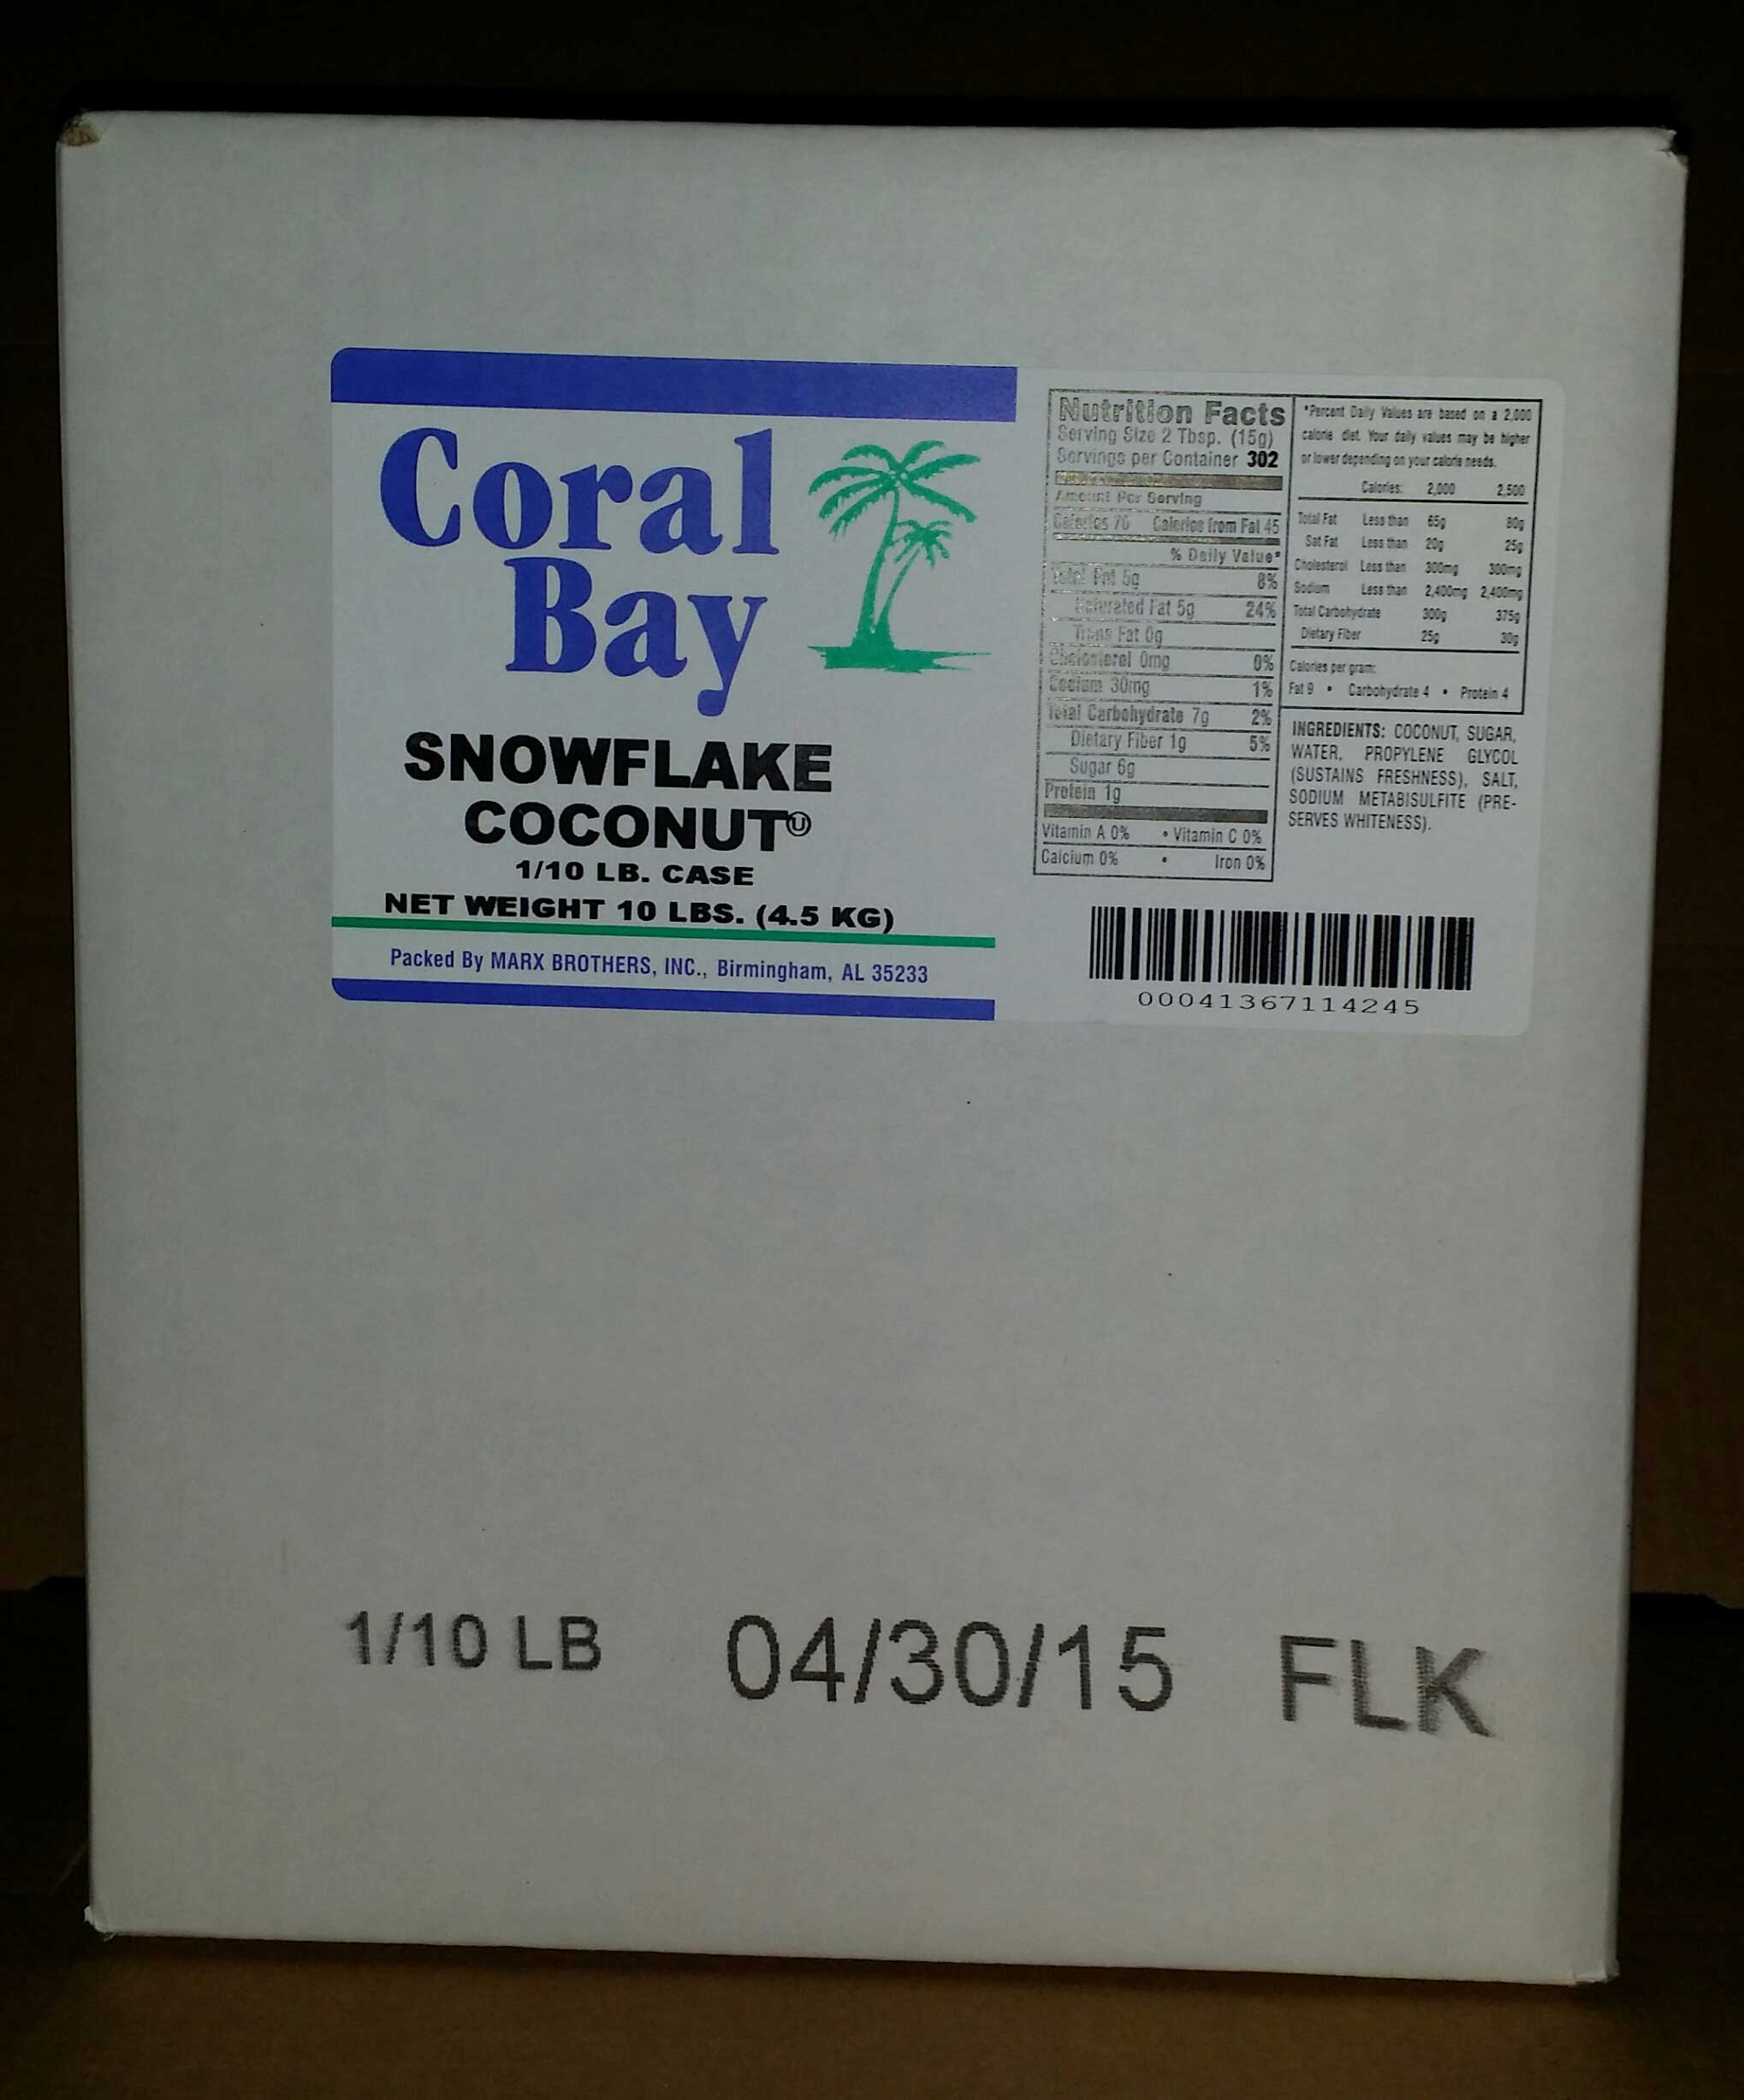 Coral
Bay
SNOWFLAKE
COCONUTⓊ
1/10 LB. CASE
NET WEIGHT 10 LBS. (4.5 KG)
Packed By MARX BROTHERS, INC., Birmingham, AL 35233
Nutrition Facts
Serving Size 2 Tbsp. (15g)
Servings per Container 302
Amount Per Serving
Calories 70 Calories from Fat 45
% Daily Value*
Total Fat 5g 8%
Saturated Fat 5g 24%
Trans Fat 0g
Cholesterol 0mg 0%
Sodium 30mg 1%
Total Carbohydrate 7g 2%
Dietary Fiber 1g 5%
Sugar 6g
Protein 1g
Vitamin A 0% • Vitamin C 0%
Calcium 0% • Iron 0%
*Percent Daily Values are based on a 2,000
calorie diet. Your daily values may be higher
or lower depending on your calorie needs.
Calories: 2,000 2,500
Total Fat Less than 65g 80g
Sat Fat Less than 20g 25g
Cholesterol Less than 300mg 300mg
Sodium Less than 2,400mg 2,400mg
Total Carbohydrate 300g 375g
Dietary Fiber 25g 30g
Calories per gram:
Fat 9 • Carbohydrate 4 • Protein 4
INGREDIENTS: COCONUT, SUGAR,
WATER, PROPYLENE GLYCOL
(SUSTAINS FRESHNESS), SALT,
SODIUM METABISULFITE (PRE-
SERVES WHITENESS).
00041367114245
1/10 LB 04/30/15 FLK